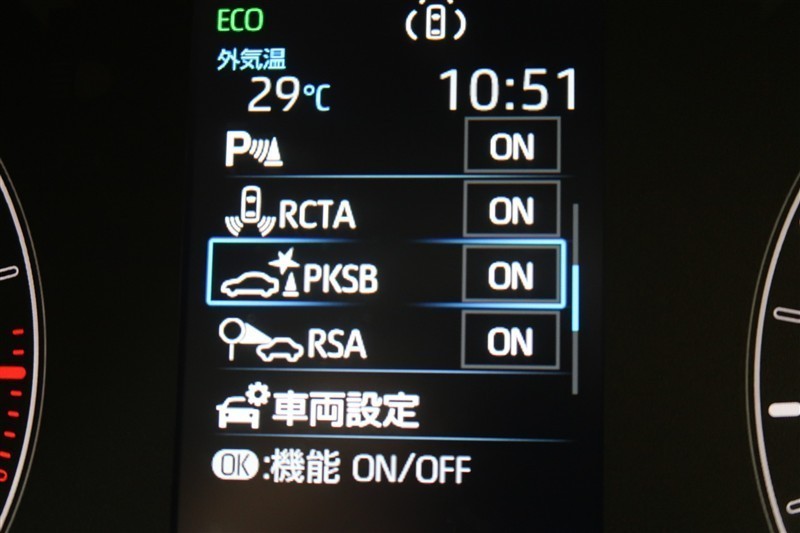 ECO
外気温
29℃ 10:51
P ON
RCTA ON
PKSB ON
RSA ON
車両設定
OK:機能 ON/OFF